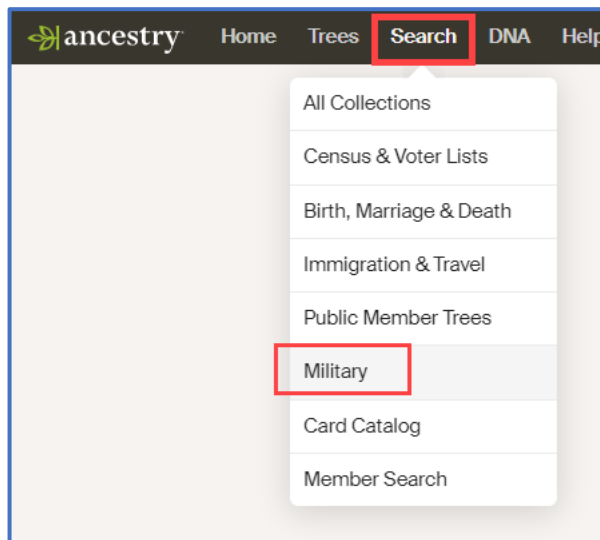 ancestry Home Trees Search DNA Help
All Collections
Census & Voter Lists
Birth, Marriage & Death
Immigration & Travel
Public Member Trees
Military
Card Catalog
Member Search